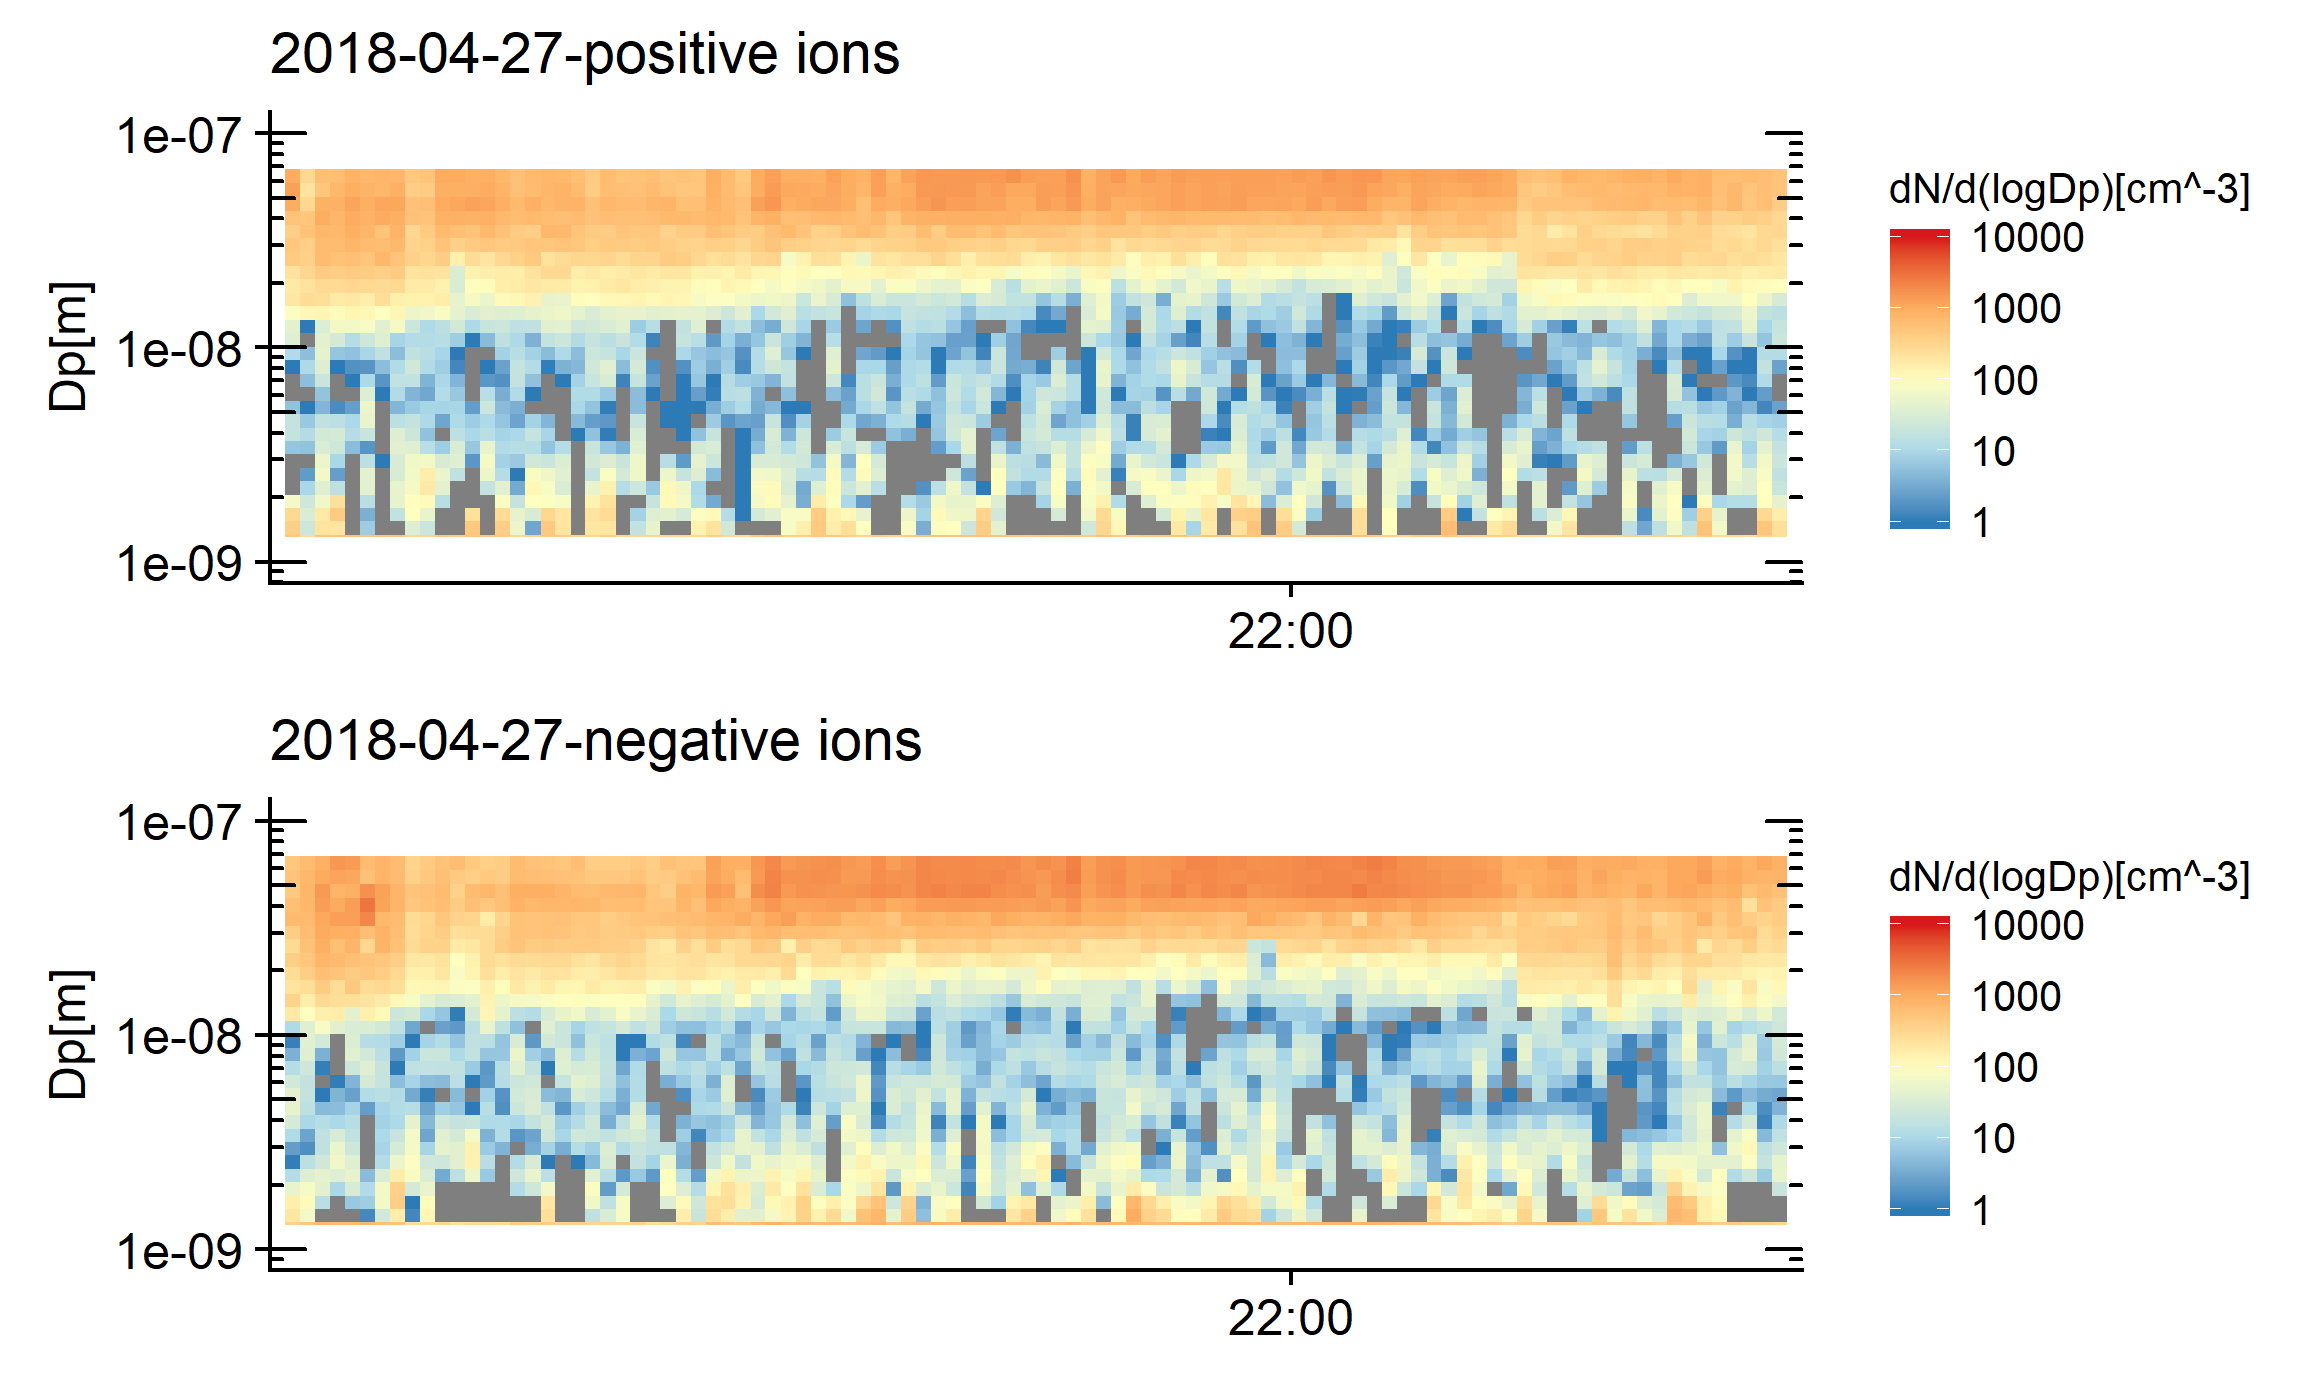 2018-04-27-positive ions
1e-07
1e-08
1e-09
Dp[m]
22:00
dN/d(logDp)[cm^-3]
10000
1000
100
10
1
2018-04-27-negative ions
1e-07
1e-08
1e-09
Dp[m]
22:00
dN/d(logDp)[cm^-3]
10000
1000
100
10
1